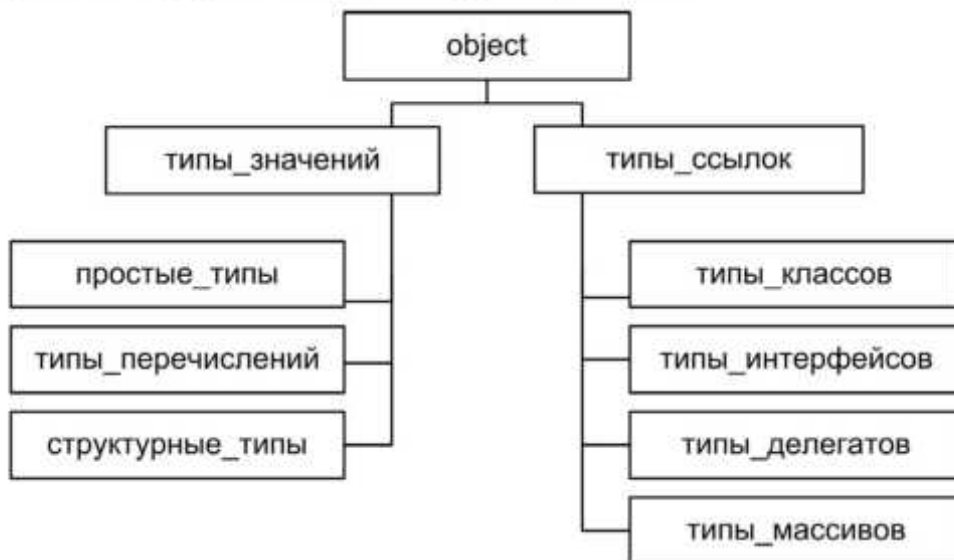 object
типы_значений
типы_ссылок
простые_типы
типы_перечислений
структурные_типы
типы_классов
типы_интерфейсов
типы_делегатов
типы_массивов